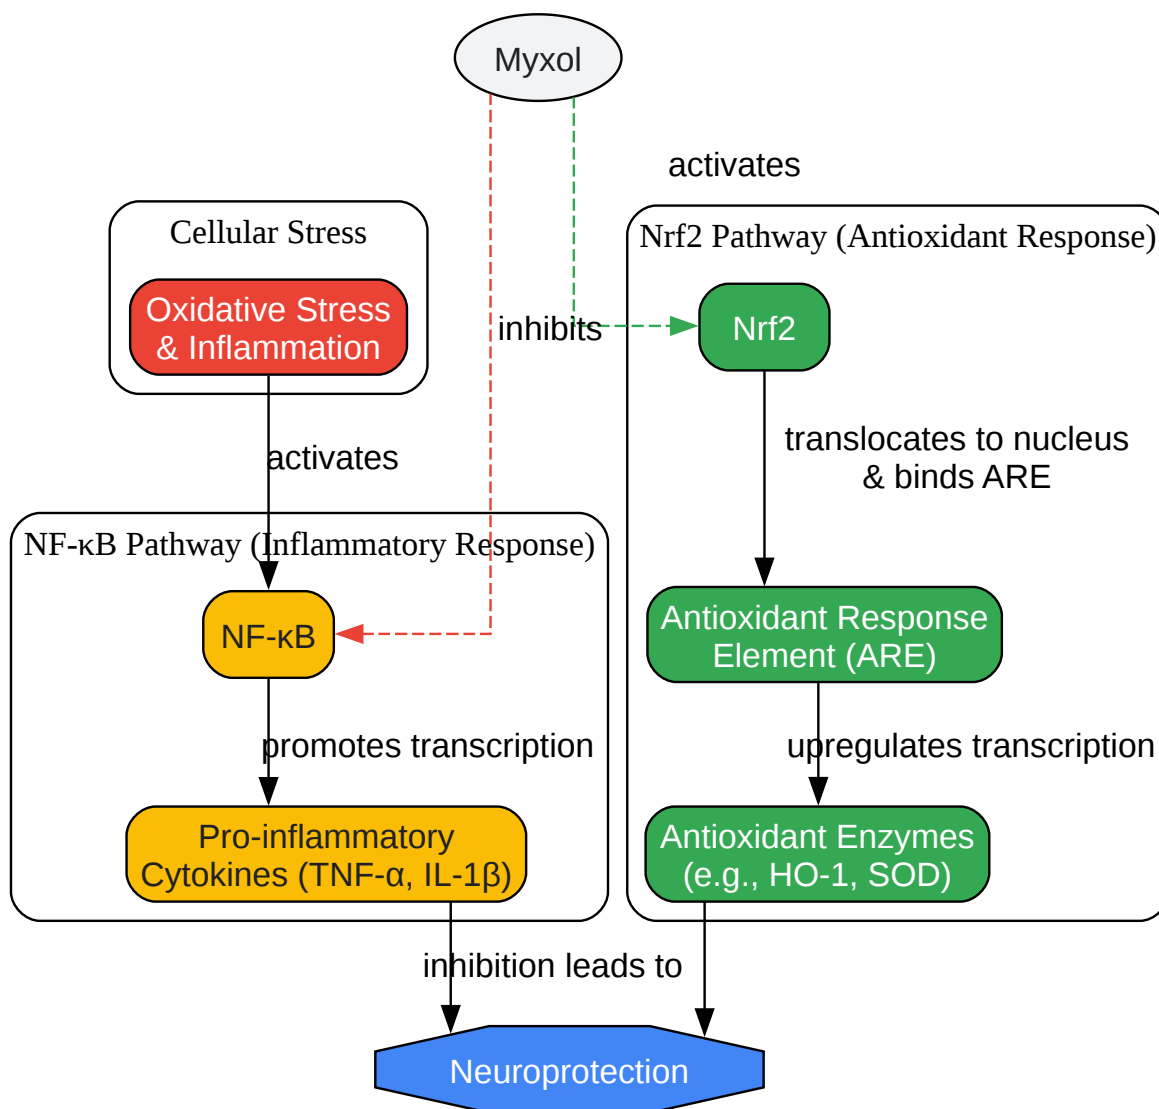 Myxol
activates
Cellular Stress
Nrf2 Pathway (Antioxidant Response)
Oxidative Stress
& Inflammation
inhibits
Nrf2
activates
translocates to nucleus
& binds ARE
NF-κB Pathway (Inflammatory Response)
NF-κB
Antioxidant Response
Element (ARE)
promotes transcription
upregulates transcription
Pro-inflammatory
Cytokines (TNF-α, IL-1β)
Antioxidant Enzymes
(e.g., HO-1, SOD)
inhibition leads to
Neuroprotection